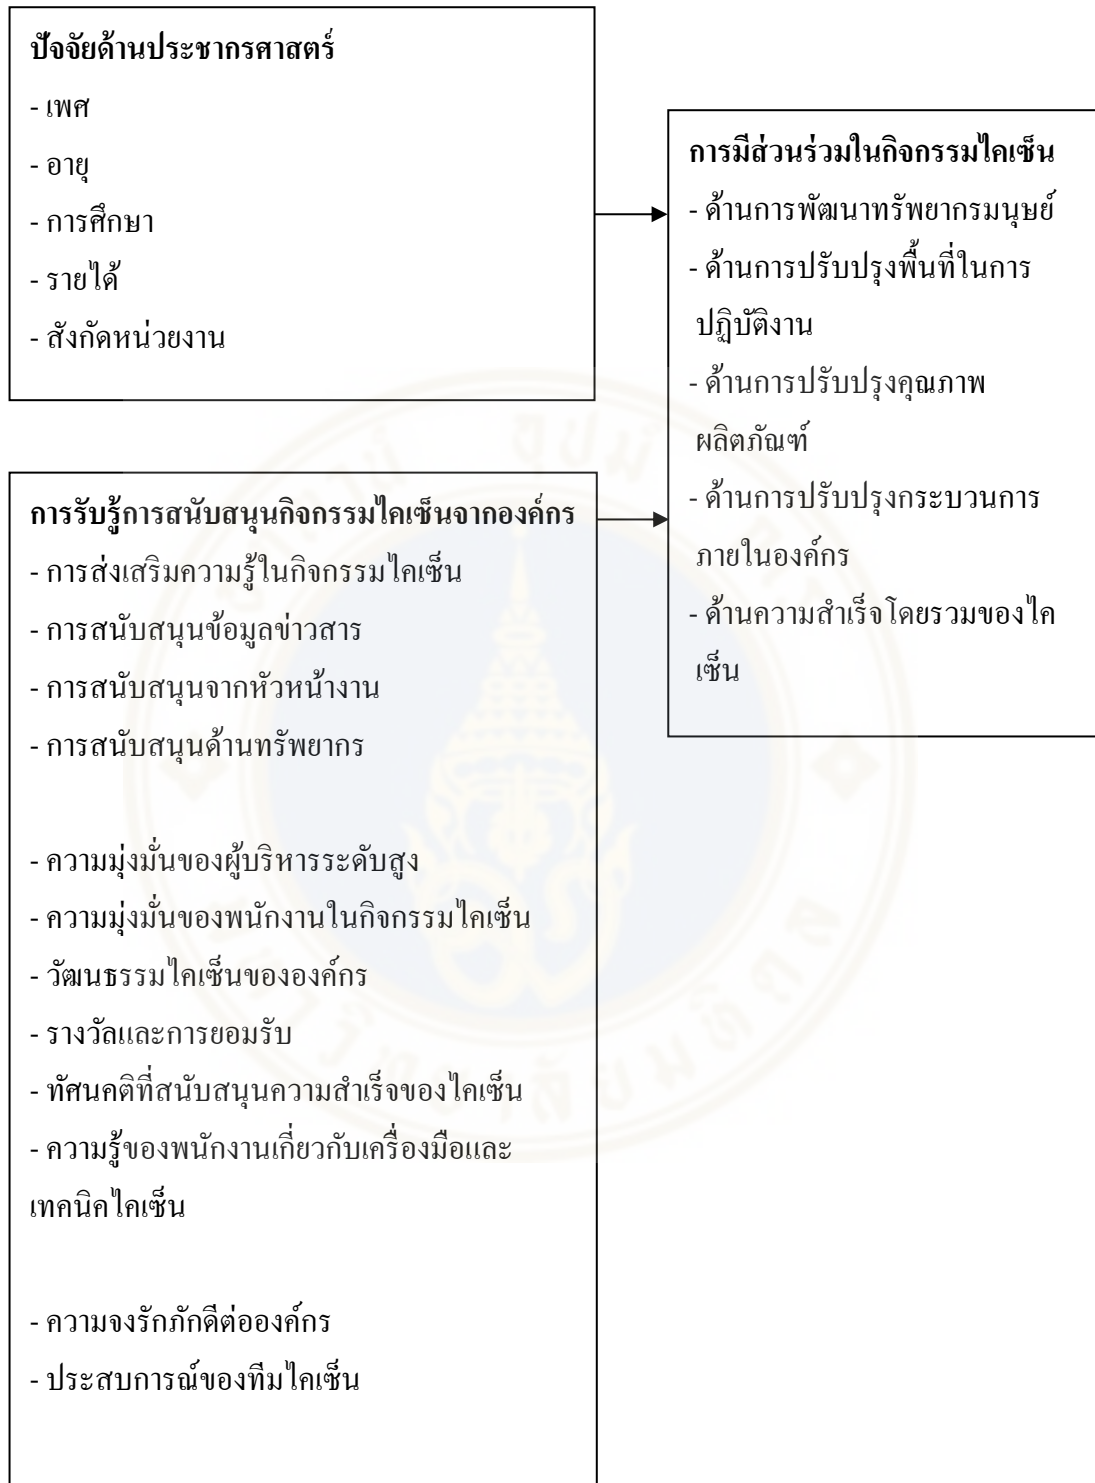 ปัจจัยด้านประชากรศาสตร์
- เพศ
- อายุ
- การศึกษา
- รายได้
- สังกัดหน่วยงาน
การรับรู้การสนับสนุนกิจกรรมไคเซ็นจากองค์กร
- การส่งเสริมความรู้ในกิจกรรมไคเซ็น
- การสนับสนุนข้อมูลข่าวสาร
- การสนับสนุนจากหัวหน้างาน
- การสนับสนุนด้านทรัพยากร
- ความมุ่งมั่นของผู้บริหารระดับสูง
- ความมุ่งมั่นของพนักงานในกิจกรรมไคเซ็น
- วัฒนธรรมไคเซ็นขององค์กร
- รางวัลและการยอมรับ
- ทัศนคติที่สนับสนุนความสำเร็จของไคเซ็น
- ความรู้ของพนักงานเกี่ยวกับเครื่องมือและ
เทคนิคไคเซ็น
- ความจงรักภักดีต่อองค์กร
- ประสบการณ์ของทีมไคเซ็น
การมีส่วนร่วมในกิจกรรมไคเซ็น
- ด้านการพัฒนาทรัพยากรมนุษย์
- ด้านการปรับปรุงพื้นที่ในการ
ปฏิบัติงาน
- ด้านการปรับปรุงคุณภาพ
ผลิตภัณฑ์
- ด้านการปรับปรุงกระบวนการ
ภายในองค์กร
- ด้านความสำเร็จโดยรวมของไค
เซ็น